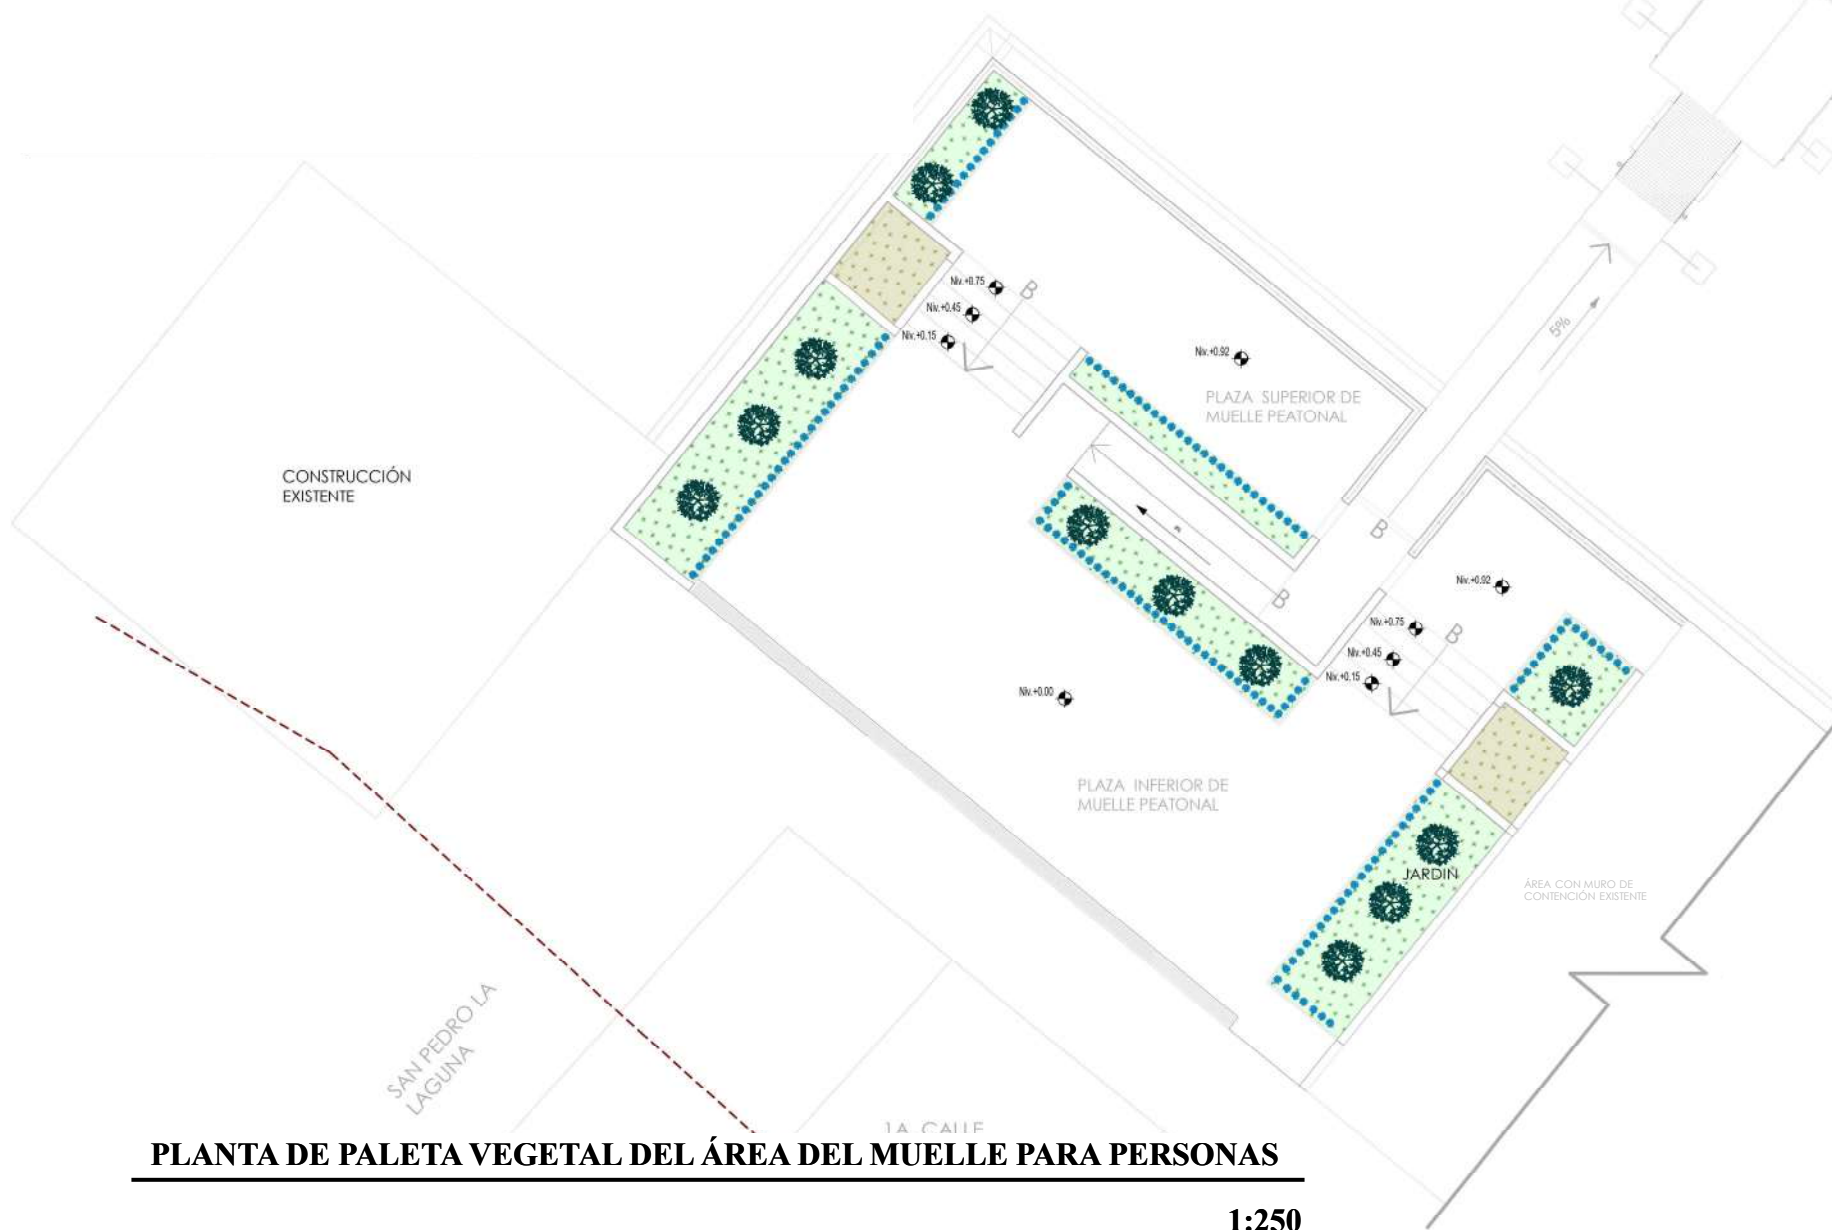 Niv.+0.75
B
Niv.+0.45
Niv.+0.15
5%
Niv.+0.92
PLAZA SUPERIOR DE
MUELLE PEATONAL
CONSTRUCCIÓN
EXISTENTE
B
B
Niv.+0.92
Niv.+0.75
B
Niv.+0.45
Niv.+0.15
Niv.+0.00
PLAZA INFERIOR DE
MUELLE PEATONAL
JARDIN
ÁREA CON MURO DE
CONTENCIÓN EXISTENTE
SAN PEDRO LA
LAGUNA
1A. CALLE
PLANTA DE PALETA VEGETAL DEL ÁREA DEL MUELLE PARA PERSONAS
1:250